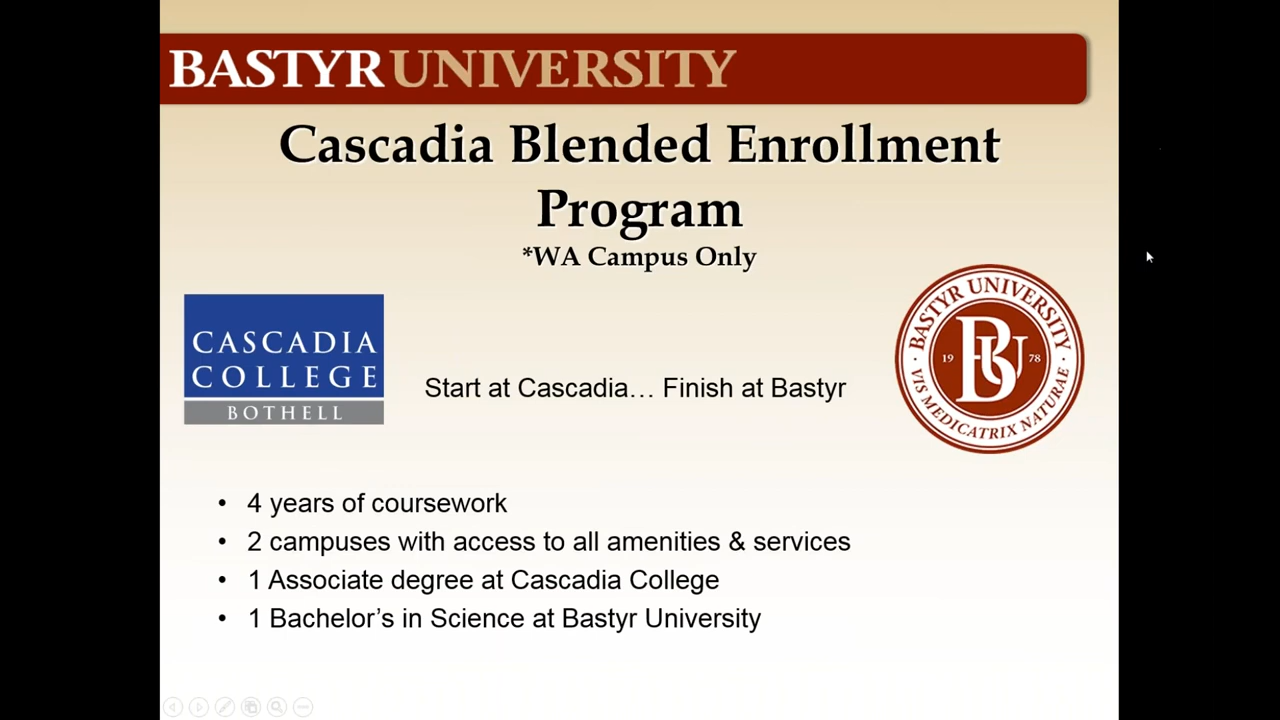 BASTYR UNIVERSITY
Cascadia Blended Enrollment
Program
*WA Campus Only
CASCADIA
COLLEGE
BOTHELL
Start at Cascadia… Finish at Bastyr
BASTYR UNIVERSITY
19 BU 78
VIS MEDICATRIX NATURAE
• 4 years of coursework
• 2 campuses with access to all amenities & services
• 1 Associate degree at Cascadia College
• 1 Bachelor’s in Science at Bastyr University